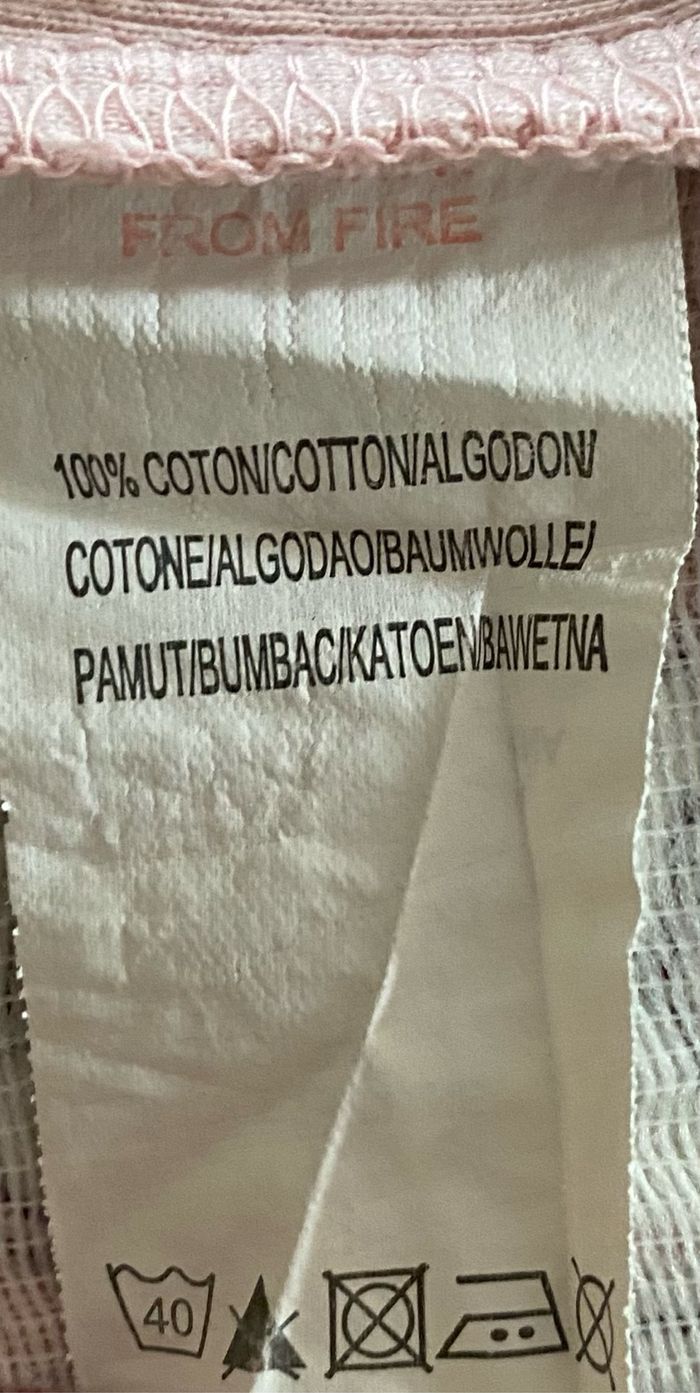 FROM FIRE
100% COTON/COTTON/ALGODON/
COTONE/ALGODAO/BAUMWOLLE/
PAMUT/BUMBAC/KATOEN/BAWETNA
40